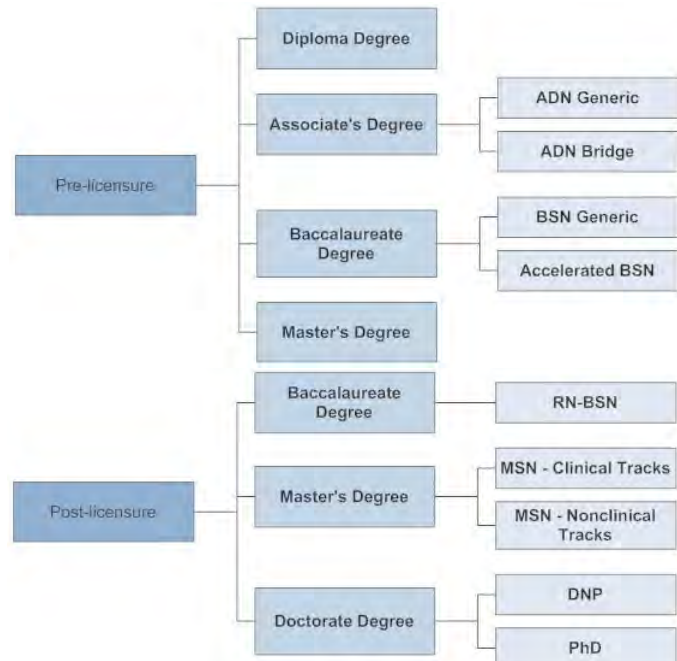 Pre-licensure
Diploma Degree
Associate's Degree
ADN Generic
ADN Bridge
Baccalaureate
Degree
BSN Generic
Accelerated BSN
Master's Degree
Post-licensure
Baccalaureate
Degree
RN-BSN
Master's Degree
MSN - Clinical Tracks
MSN - Nonclinical
Tracks
Doctorate Degree
DNP
PhD